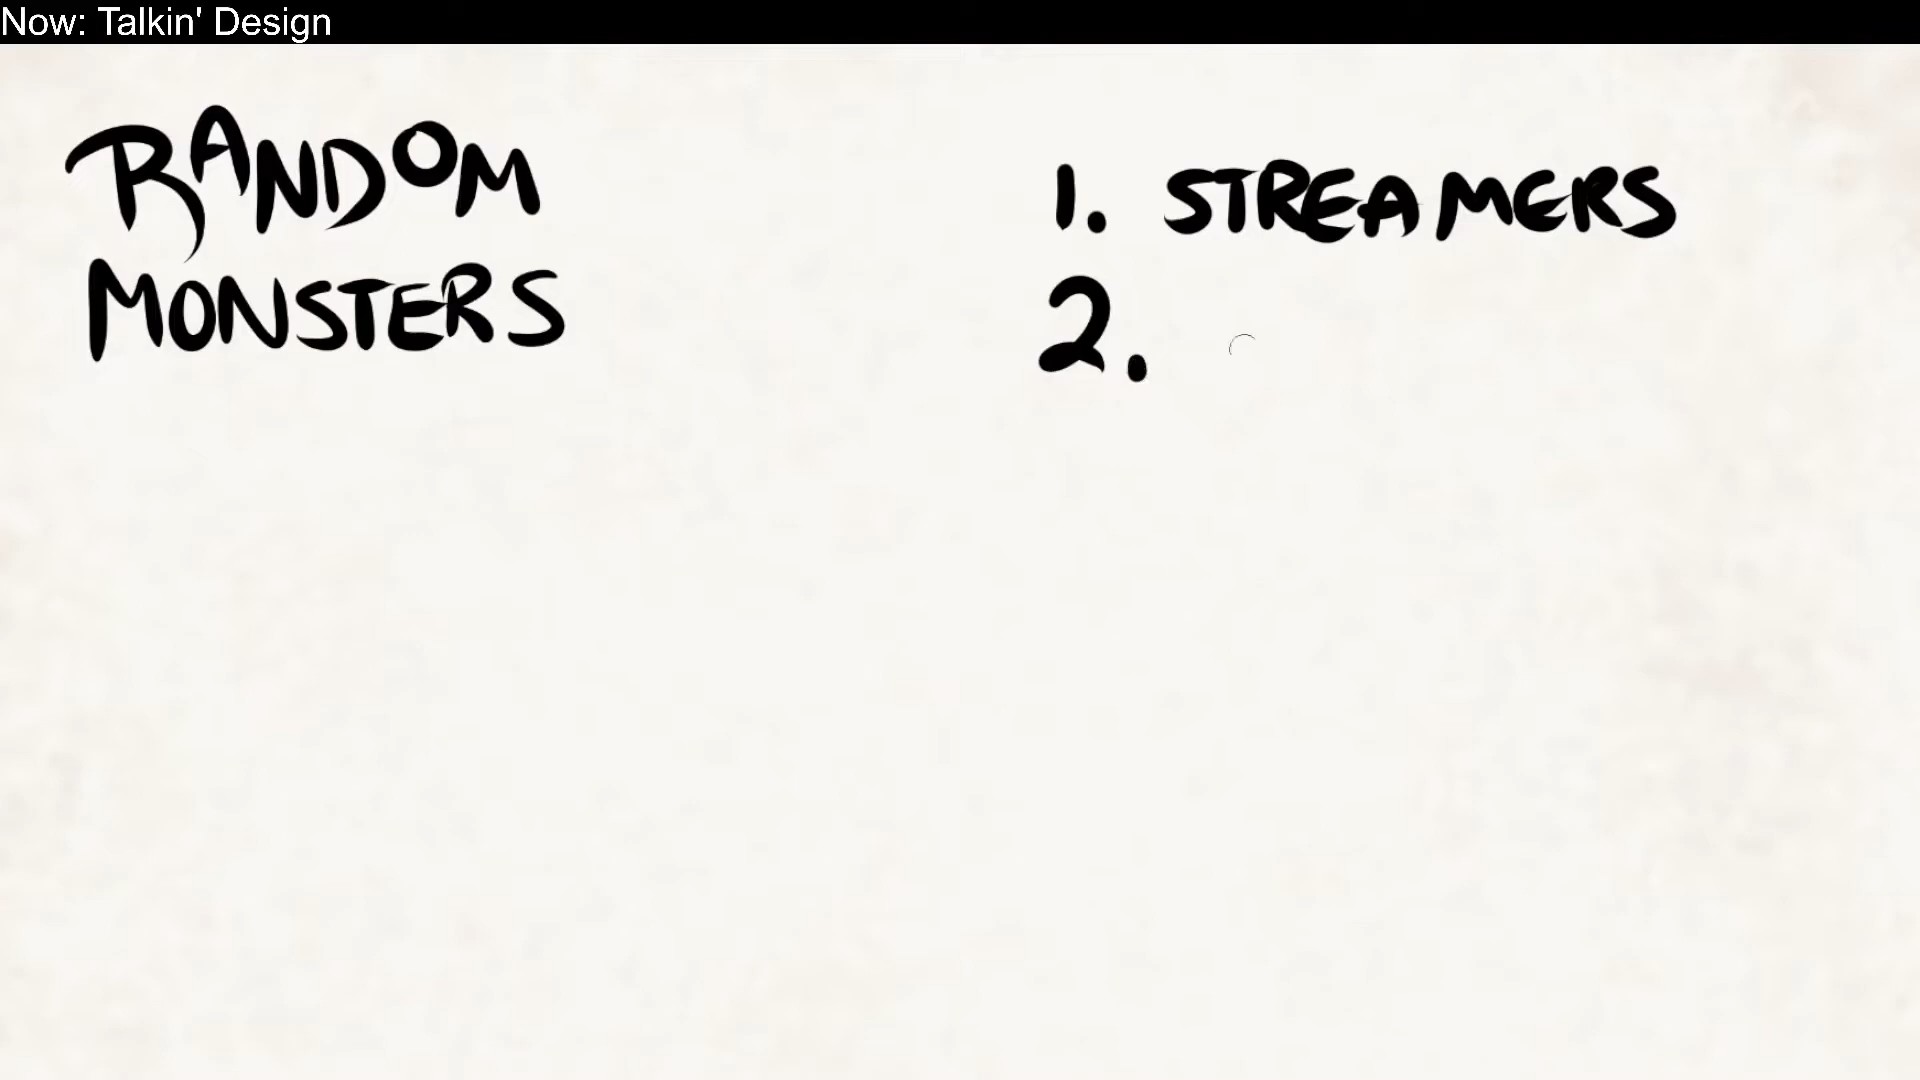 Now: Talkin' Design
RANDOM
MONSTERS
1. STREAMERS
2.